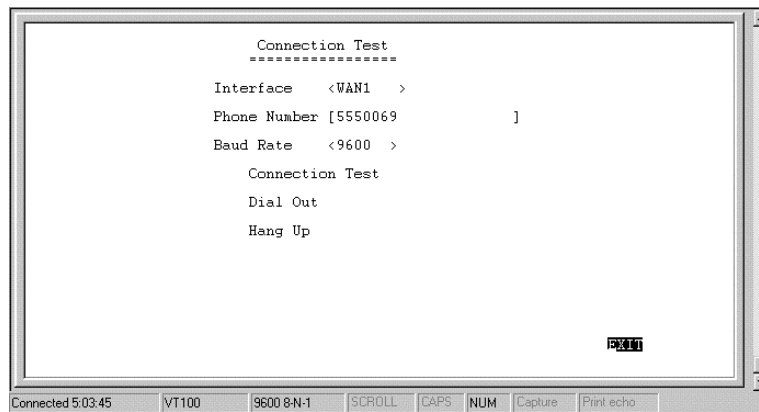 Connection Test
=================
Interface <WAN1 >
Phone Number [5550069 ]
Baud Rate <9600 >
Connection Test
Dial Out
Hang Up
EXIT
Connected 5:03:45 VT100 9600 8-N-1 SCROLL CAPS NUM Capture Print echo